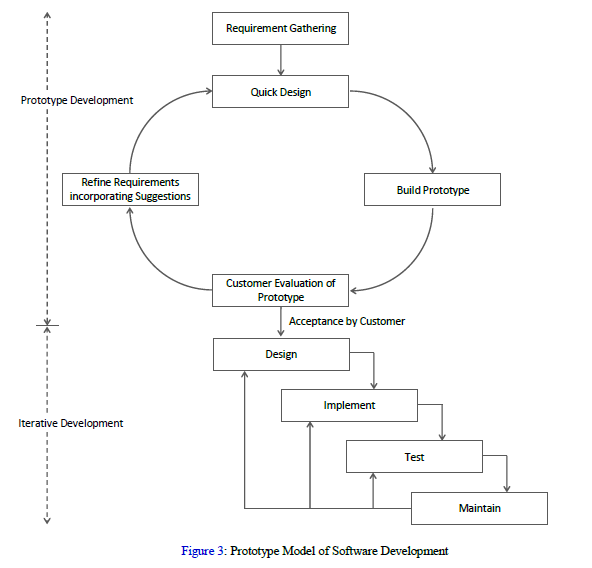 Requirement Gathering
Quick Design
Prototype Development
Refine Requirements
incorporating Suggestions
Build Prototype
Customer Evaluation of
Prototype
Acceptance by Customer
Design
Implement
Iterative Development
Test
Maintain
Figure 3: Prototype Model of Software Development